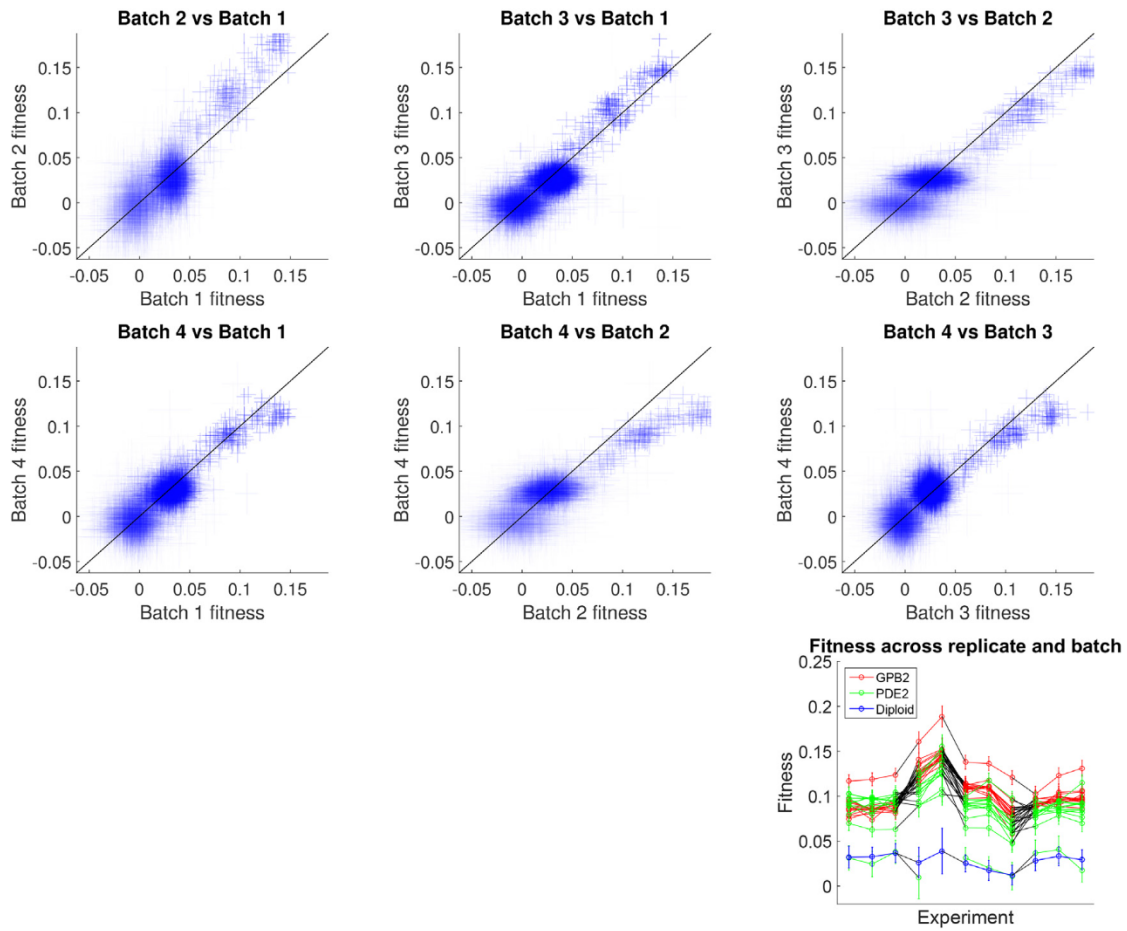 Batch 2 vs Batch 1
Batch 3 vs Batch 1
Batch 3 vs Batch 2
Batch 2 fitness
0.15
0.1
0.05
0
-0.05
-0.05 0 0.05 0.1 0.15
Batch 1 fitness
Batch 3 fitness
0.15
0.1
0.05
0
-0.05
-0.05 0 0.05 0.1 0.15
Batch 1 fitness
Batch 3 fitness
0.15
0.1
0.05
0
-0.05
-0.05 0 0.05 0.1 0.15
Batch 2 fitness
Batch 4 vs Batch 1
Batch 4 vs Batch 2
Batch 4 vs Batch 3
Batch 4 fitness
0.15
0.1
0.05
0
-0.05
-0.05 0 0.05 0.1 0.15
Batch 1 fitness
Batch 4 fitness
0.15
0.1
0.05
0
-0.05
-0.05 0 0.05 0.1 0.15
Batch 2 fitness
Batch 4 fitness
0.15
0.1
0.05
0
-0.05
-0.05 0 0.05 0.1 0.15
Batch 3 fitness
Fitness across replicate and batch
Fitness
0.25
0.2
0.15
0.1
0.05
0
GPB2
PDE2
Diploid
Experiment